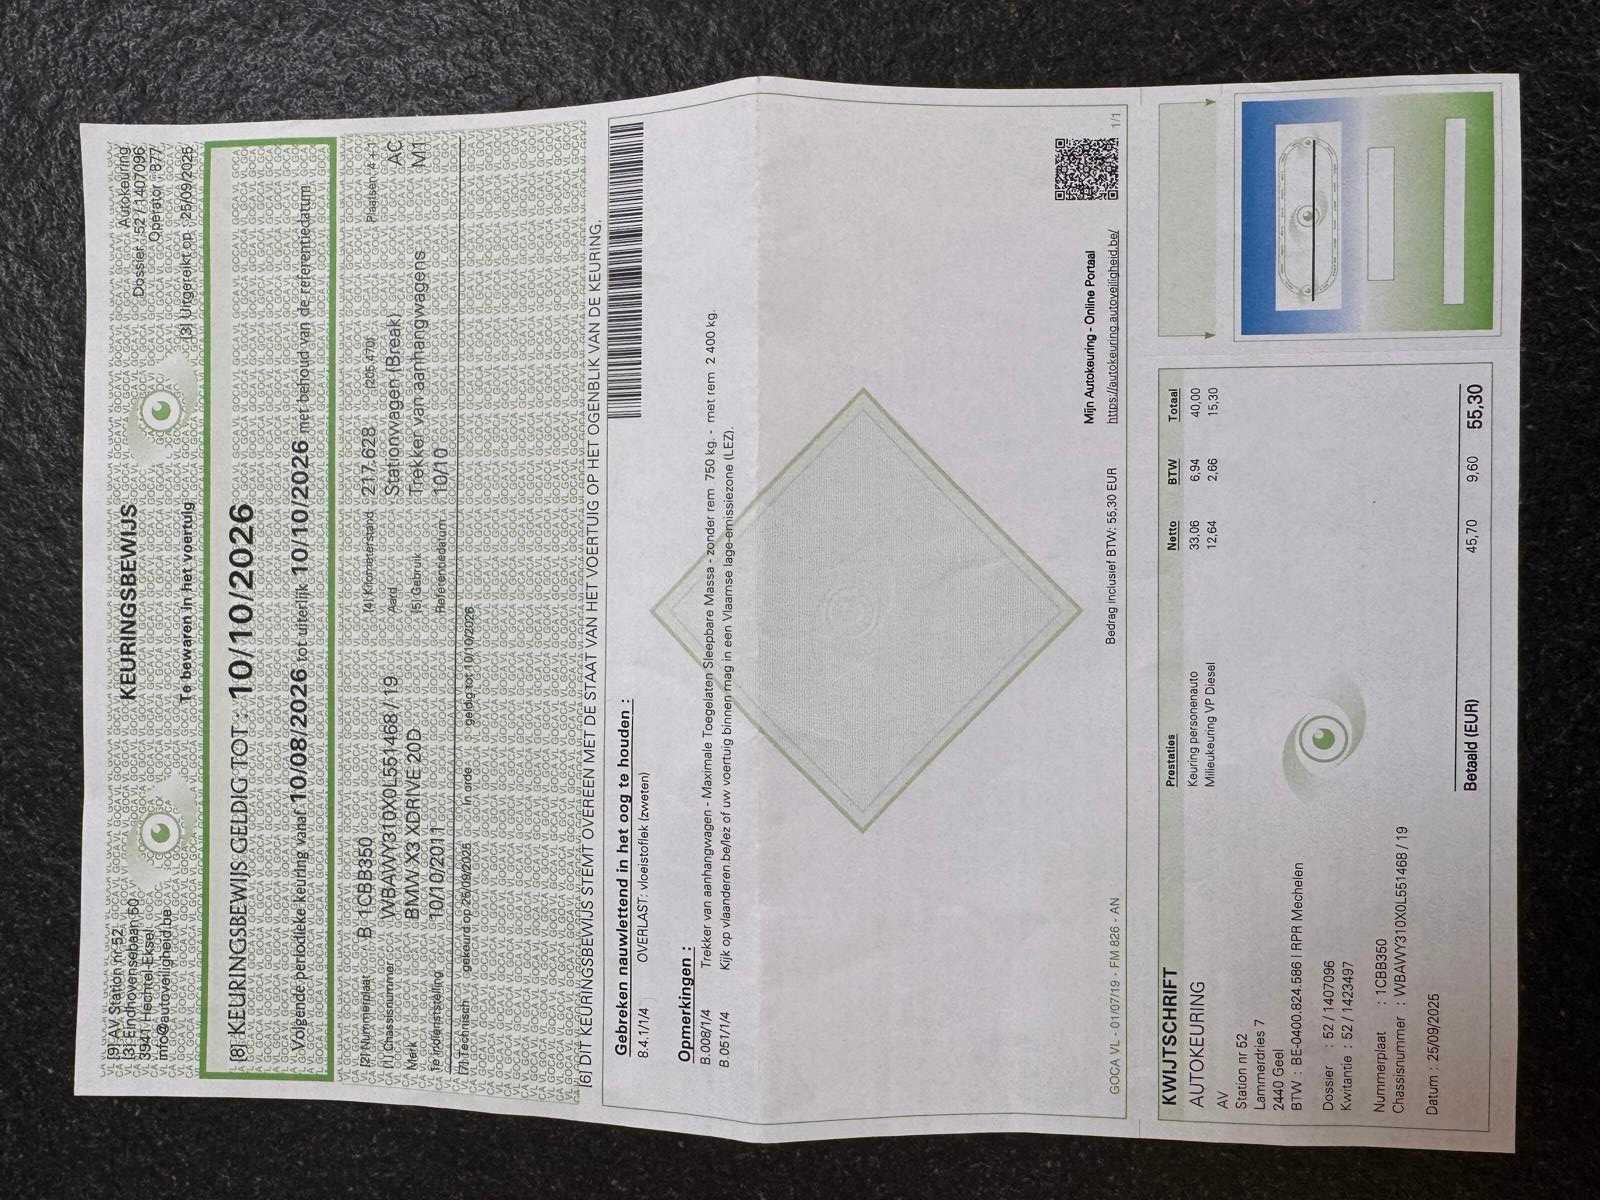 [9] AV Station nr 52
[3] Eindhovensebaan 50
3941 Hechtel-Eksel
info@autoveiligheid.be
KEURINGSBEWIJS
Te bewaren in het voertuig
Autokeuring
Dossier : 52 / 1407096
Operator : B77
[3] Uitgereikt op : 25/09/2025
[8] KEURINGSBEWIJS GELDIG TOT : 10/10/2026
Volgende periodieke keuring vanaf 10/08/2026 tot uiterlijk 10/10/2026 met behoud van de referentiedatum
[2] Nummerplaat B 1CBB350 [4] Kilometerstand 217.628 (205.470) Plaatsen: 4 + 1
[1] Chassisnummer WBAWY310X0L551468 / 19 Aard Stationwagen (Break) AC
Merk BMW X3 XDRIVE 20D [5] Gebruik Trekker van aanhangwagens M1
1e indienststelling 10/10/2011 Referentiedatum 10/10
[7] Technisch gekeurd op 25/09/2025 In orde geldig tot 10/10/2026
[6] DIT KEURINGSBEWIJS STEMT OVEREEN MET DE STAAT VAN HET VOERTUIG OP HET OGENBLIK VAN DE KEURING.
Gebreken nauwlettend in het oog te houden :
8.4.1/1/4 OVERLAST: vloeistoflek (zweten)
Opmerkingen :
B.008/1/4 Trekker van aanhangwagen - Maximale Toegelaten Sleepbare Massa - zonder rem 750 kg. - met rem 2 400 kg.
B.051/1/4 Kijk op vlaanderen.be/lez of uw voertuig binnen mag in een Vlaamse lage-emissiezone (LEZ).
Mijn Autokeuring - Online Portaal
https://autokeuring.autoveiligheid.be/
GOCA VL - 01/07/19 - FM 826 - AN
Bedrag inclusief BTW: 55,30 EUR
1/1
KWIJTSCHRIFT
AUTOKEURING
AV
Station nr 52
Lammerdries 7
2440 Geel
BTW : BE-0400.824.586 | RPR Mechelen
Dossier : 52 / 1407096
Kwitantie : 52 / 1423497
Nummerplaat : 1CBB350
Chassisnummer : WBAWY310X0L551468 / 19
Datum : 25/09/2025
Prestaties Netto BTW Totaal
Keuring personenauto 33,06 6,94 40,00
Milieukeuring VP Diesel 12,64 2,66 15,30
Betaald (EUR) 45,70 9,60 55,30